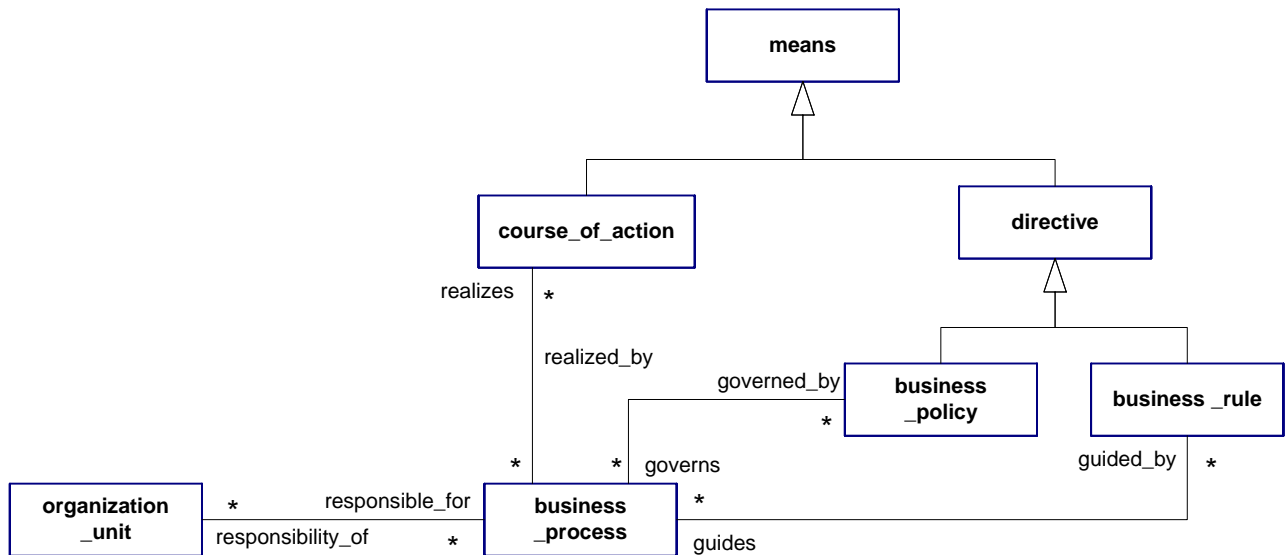 means
course_of_action
directive
realizes
*
realized_by
governed_by
*
business
_policy
business _rule
guided_by
*
*
*
governs
organization
_unit
*
responsible_for
responsibility_of
*
business
_process
*
guides